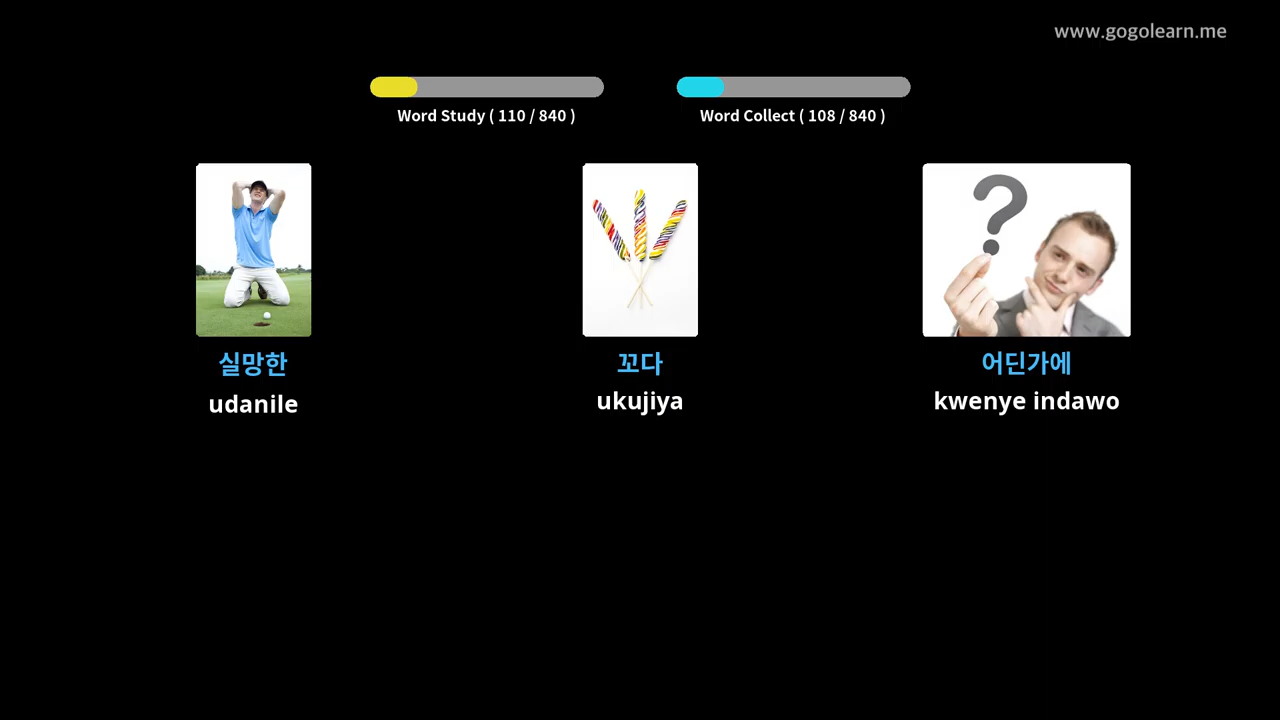 www.gogolearn.me
Word Study ( 110 / 840 )
Word Collect ( 108 / 840 )
실망한
꼬다
어딘가에
udanile
ukujiya
kwenye indawo